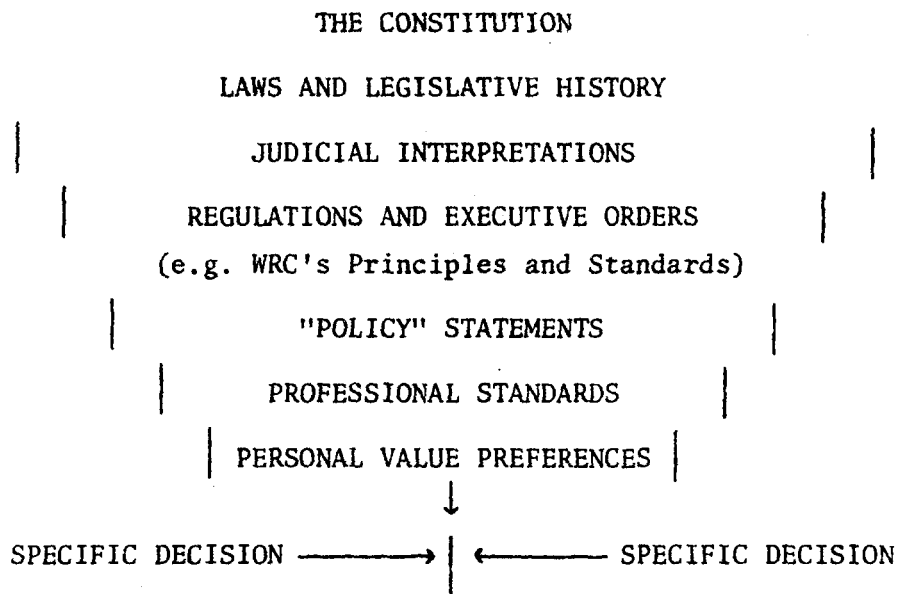 THE CONSTITUTION
LAWS AND LEGISLATIVE HISTORY
JUDICIAL INTERPRETATIONS
REGULATIONS AND EXECUTIVE ORDERS
(e.g. WRC's Principles and Standards)
"POLICY" STATEMENTS
PROFESSIONAL STANDARDS
PERSONAL VALUE PREFERENCES
SPECIFIC DECISION SPECIFIC DECISION